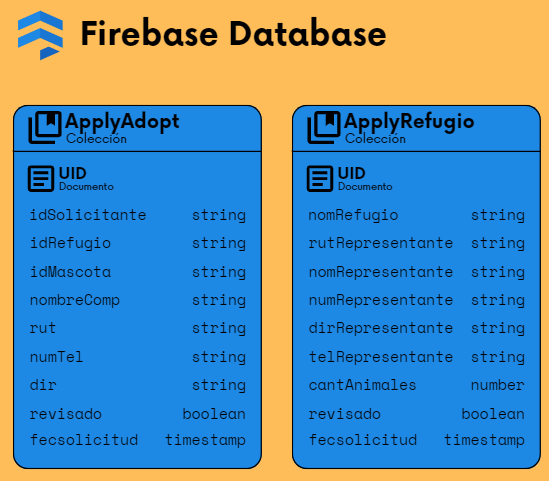 Firebase Database
ApplyAdopt
Colección
UID
Documento
idSolicitante string
idRefugio string
idMascota string
nombreComp string
rut string
numTel string
dir string
revisado boolean
fecsolicitud timestamp
ApplyRefugio
Colección
UID
Documento
nomRefugio string
rutRepresentante string
nomRepresentante string
numRepresentante string
dirRepresentante string
telRepresentante string
cantAnimales number
revisado boolean
fecsolicitud timestamp